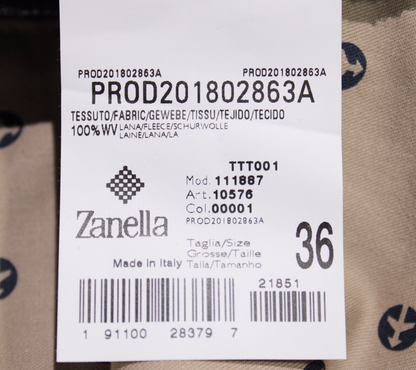 PROD201802863A PROD201802863A
PROD201802863A
TESSUTO/FABRIC/GEWEBE/TISSU/TEJIDO/TECIDO
100%WV LANA/FLEECE/SCHURWOLLE
LAINE/LANA/LA
TTT001
Mod. 111887
Art. 10576
Col. 00001
PROD201802863A
Zanella
Taglia/Size
Grosse/Taille
Talla/Tamanho
36
Made in Italy
21851
1 91100 28379 7